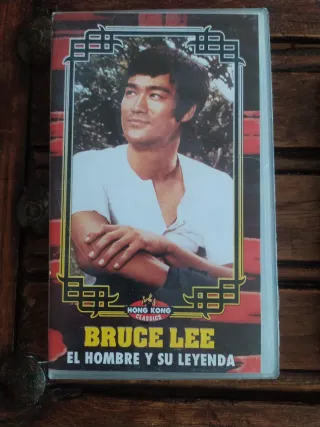 HONG KONG
CLASSICS
BRUCE LEE
EL HOMBRE Y SU LEYENDA